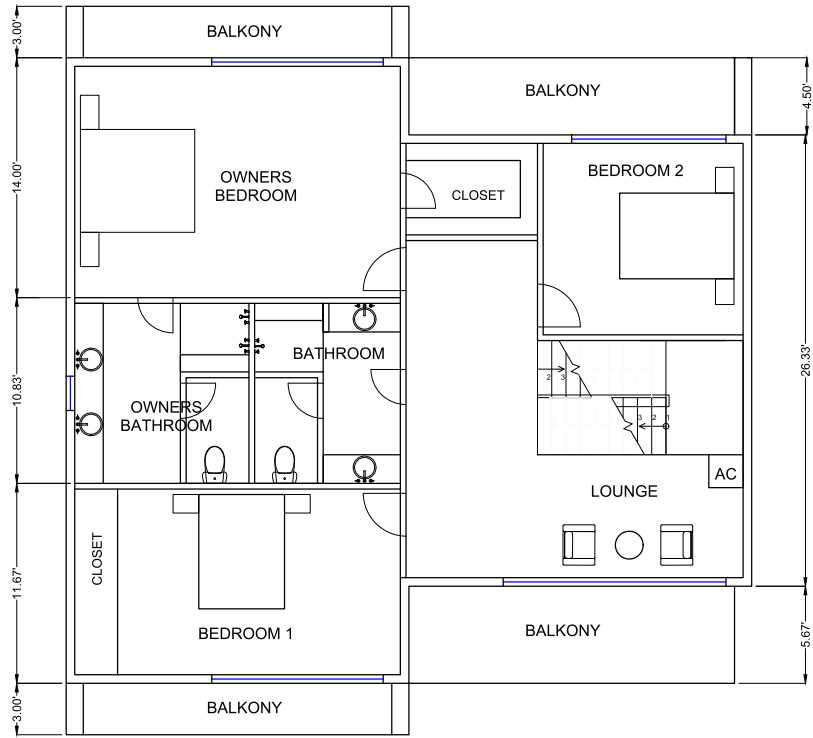 3.00'
BALKONY
BALKONY
4.50'
14.00'
OWNERS
BEDROOM
CLOSET
BEDROOM 2
10.83'
BATHROOM
OWNERS
BATHROOM
2 3
3 2 1
26.33'
AC
LOUNGE
11.67'
CLOSET
BEDROOM 1
BALKONY
5.67'
3.00'
BALKONY